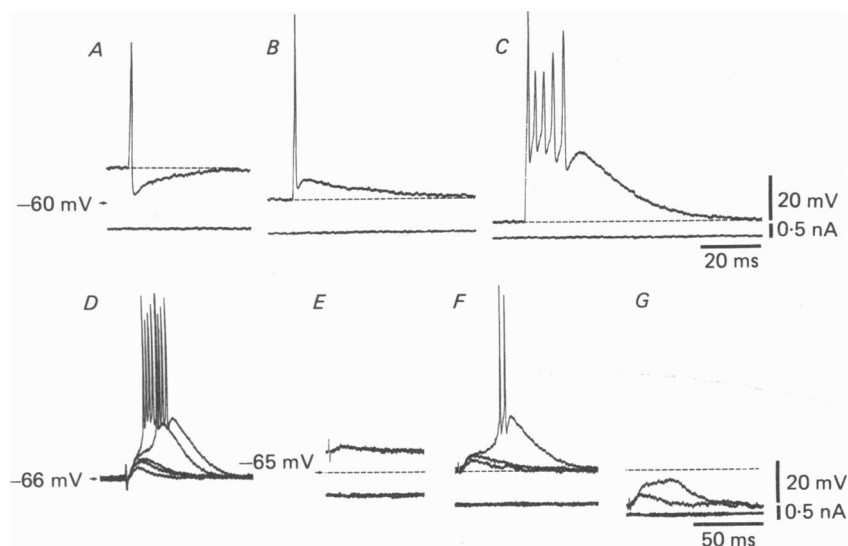 A
B
C
–60 mV
20 mV
0·5 nA
20 ms
D
E
F
G
–66 mV
–65 mV
20 mV
0·5 nA
50 ms